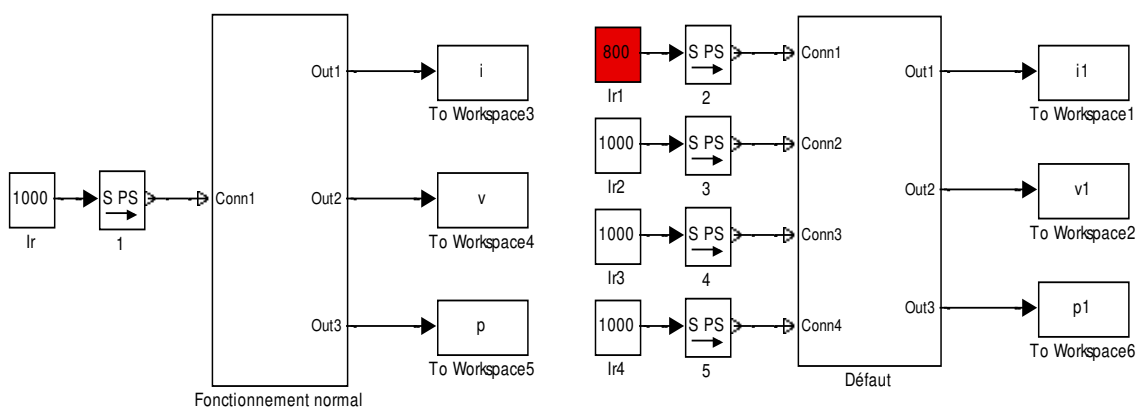 1000
Ir
S PS
1
Conn1
Out1
Out2
Out3
i
To Workspace3
v
To Workspace4
p
To Workspace5
Fonctionnement normal
800
Ir1
S PS
2
Conn1
1000
Ir2
S PS
3
Conn2
1000
Ir3
S PS
4
Conn3
1000
Ir4
S PS
5
Conn4
Out1
Out2
Out3
i1
To Workspace1
v1
To Workspace2
p1
To Workspace6
Défaut